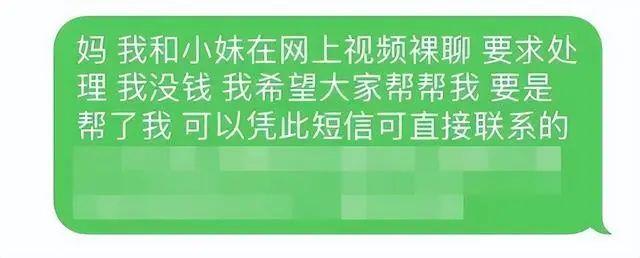 妈 我和小妹在网上视频裸聊 要求处
理 我没钱 我希望大家帮帮我 要是
帮了我 可以凭此短信可直接联系的